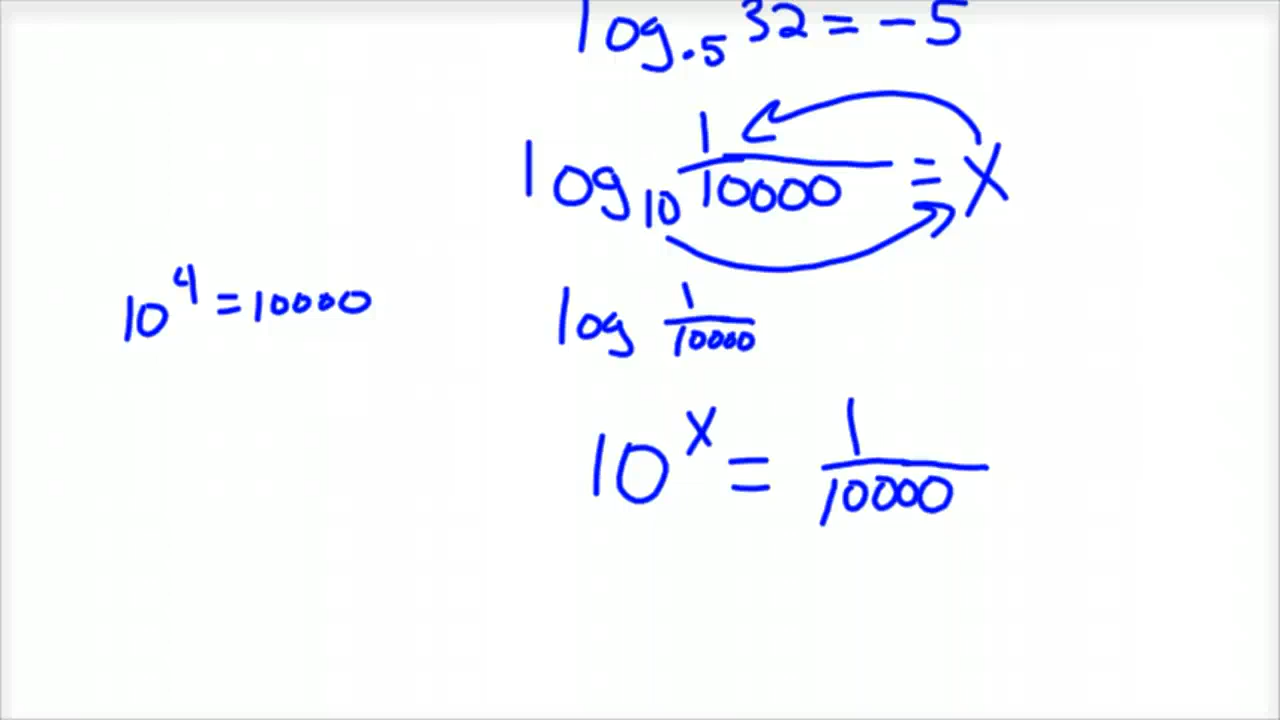 log.5 32 = -5
log10 1/10000 = x
10^4 = 10000
log 1/10000
10^x = 1/10000